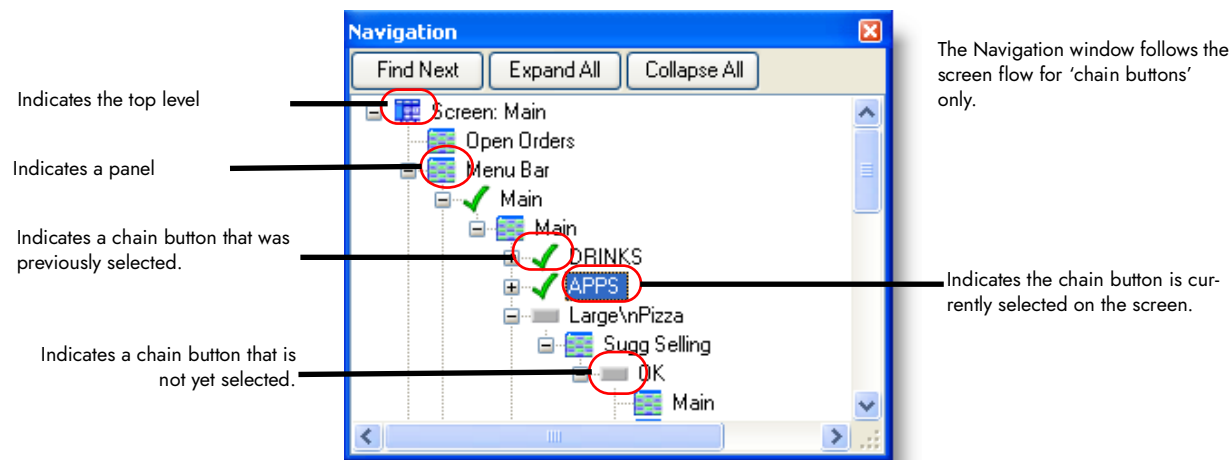 Navigation
Find Next
Expand All
Collapse All
The Navigation window follows the
screen flow for ‘chain buttons’
only.
Indicates the top level
Screen: Main
Open Orders
Indicates a panel
Menu Bar
Main
Main
Indicates a chain button that was
previously selected.
DRINKS
APPS
Indicates the chain button is cur-
rently selected on the screen.
Large\nPizza
Sugg Selling
Indicates a chain button that is
not yet selected.
OK
Main